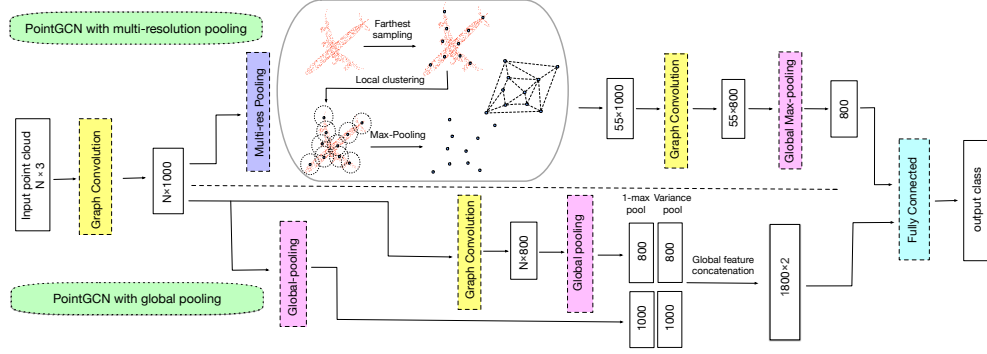 PointGCN with multi-resolution pooling
Multi-res Pooling
Farthest
sampling
Local clustering
Max-Pooling
55×1000
Graph Convolution
55×800
Global Max-pooling
800
Input point cloud
N × 3
Graph Convolution
N×1000
Fully Connected
output class
Graph Convolution
N×800
Global pooling
1-max
pool
Variance
pool
800
800
Global feature
concatenation
1800×2
Global-pooling
1000
1000
PointGCN with global pooling